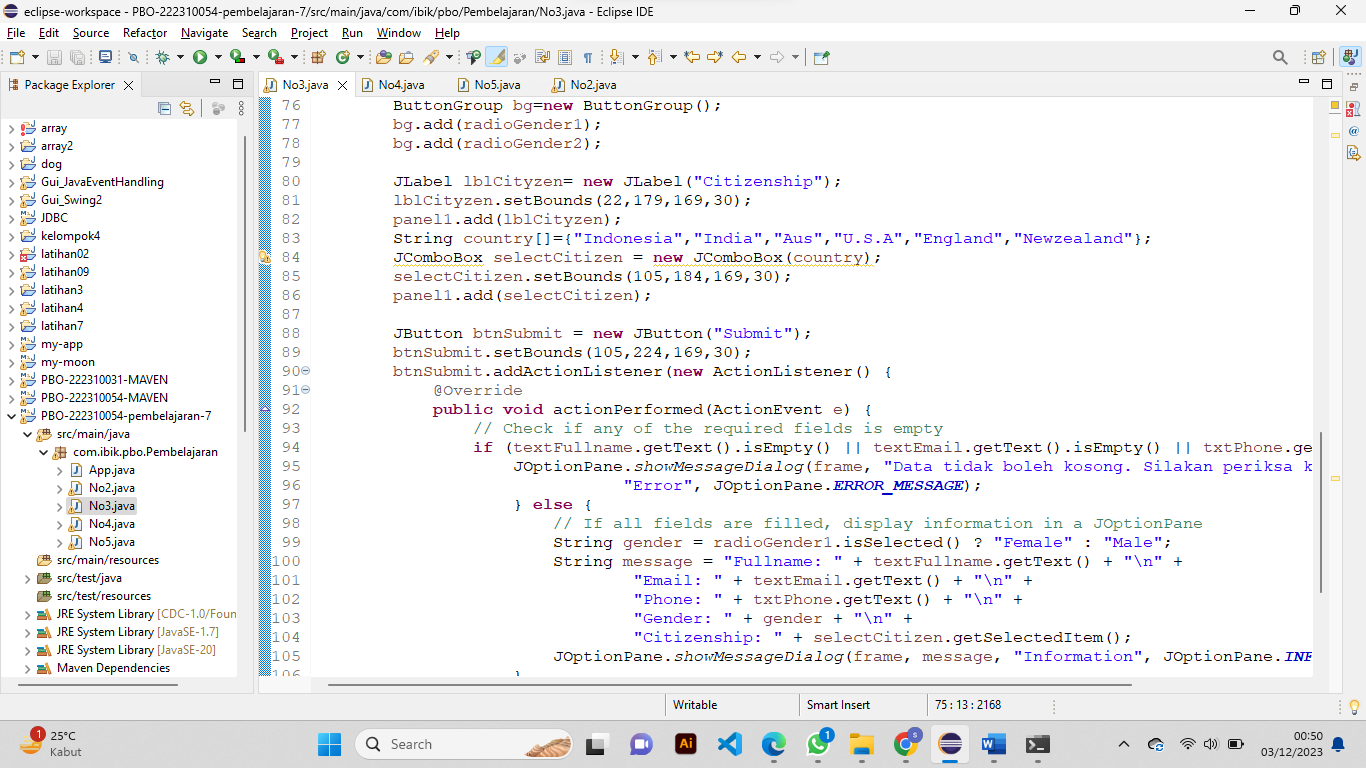 eclipse-workspace - PBO-222310054-pembelajaran-7/src/main/java/com/ibik/pbo/Pembelajaran/No3.java - Eclipse IDE
File Edit Source Refactor Navigate Search Project Run Window Help
Package Explorer
array
array2
dog
Gui_JavaEventHandling
Gui_Swing2
JDBC
kelompok4
latihan02
latihan09
latihan3
latihan4
latihan7
my-app
my-moon
PBO-222310031-MAVEN
PBO-222310054-MAVEN
PBO-222310054-pembelajaran-7
src/main/java
com.ibik.pbo.Pembelajaran
App.java
No2.java
No3.java
No4.java
No5.java
src/main/resources
src/test/java
src/test/resources
JRE System Library [CDC-1.0/Foun
JRE System Library [JavaSE-1.7]
JRE System Library [JavaSE-20]
Maven Dependencies
No3.java No4.java No5.java No2.java
76 ButtonGroup bg=new ButtonGroup();
77 bg.add(radioGender1);
78 bg.add(radioGender2);
79
80 JLabel lblCityzen= new JLabel("Citizenship");
81 lblCityzen.setBounds(22,179,169,30);
82 panel1.add(lblCityzen);
83 String country[]={"Indonesia","India","Aus","U.S.A","England","Newzealand"};
84 JComboBox selectCitizen = new JComboBox(country);
85 selectCitizen.setBounds(105,184,169,30);
86 panel1.add(selectCitizen);
87
88 JButton btnSubmit = new JButton("Submit");
89 btnSubmit.setBounds(105,224,169,30);
90 btnSubmit.addActionListener(new ActionListener() {
91 @Override
92 public void actionPerformed(ActionEvent e) {
93 // Check if any of the required fields is empty
94 if (textFullname.getText().isEmpty() || textEmail.getText().isEmpty() || txtPhone.ge
95 JOptionPane.showMessageDialog(frame, "Data tidak boleh kosong. Silakan periksa k
96 "Error", JOptionPane.ERROR_MESSAGE);
97 } else {
98 // If all fields are filled, display information in a JOptionPane
99 String gender = radioGender1.isSelected() ? "Female" : "Male";
100 String message = "Fullname: " + textFullname.getText() + "\n" +
101 "Email: " + textEmail.getText() + "\n" +
102 "Phone: " + txtPhone.getText() + "\n" +
103 "Gender: " + gender + "\n" +
104 "Citizenship: " + selectCitizen.getSelectedItem();
105 JOptionPane.showMessageDialog(frame, message, "Information", JOptionPane.INF
106 }
Writable Smart Insert 75 : 13 : 2168
1
25°C
Kabut
Search
Ai
1
S
00:50
03/12/2023